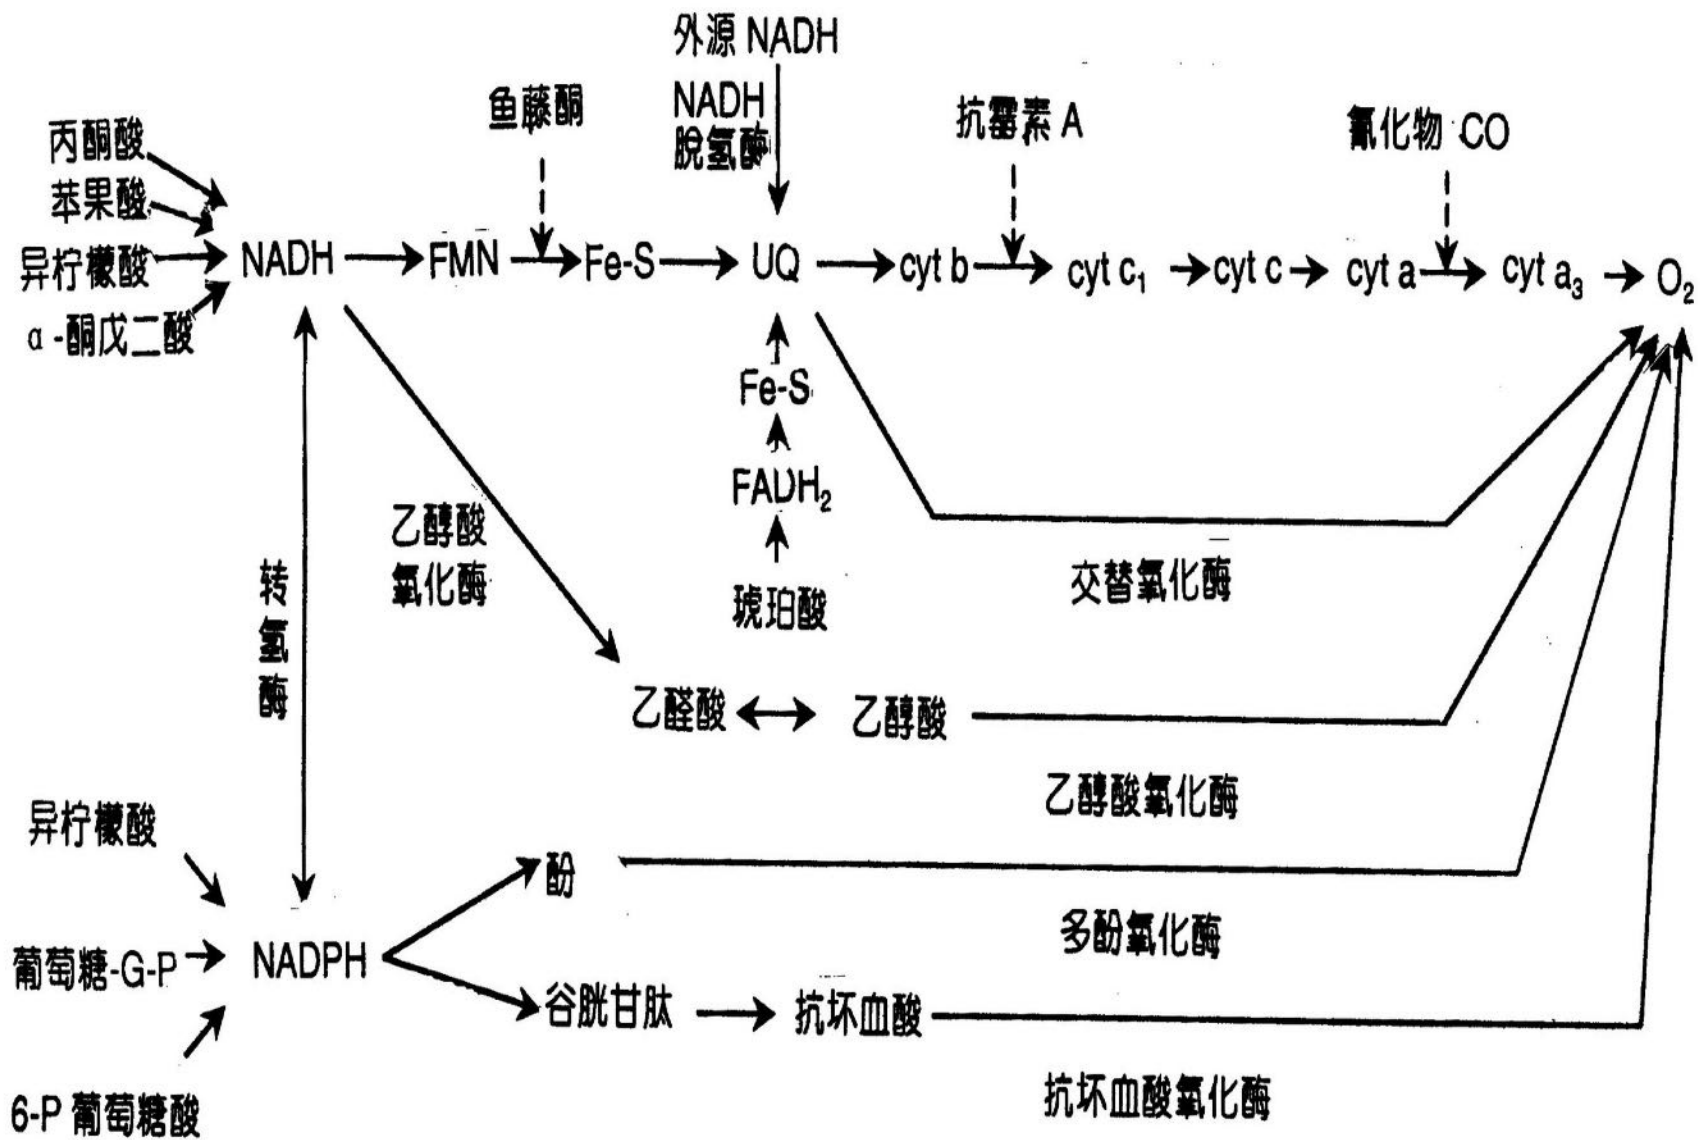 外源 NADH
鱼藤酮
NADH
脱氢酶
抗霉素 A
氰化物 CO
丙酮酸
苹果酸
异柠檬酸
α-酮戊二酸
NADH
FMN
Fe-S
UQ
cyt b
cyt c₁
cyt c
cyt a
cyt a₃
O₂
Fe-S
FADH₂
琥珀酸
乙醇酸
氧化酶
交替氧化酶
转氢酶
乙醛酸
乙醇酸
乙醇酸氧化酶
异柠檬酸
酚
多酚氧化酶
葡萄糖-G-P
NADPH
谷胱甘肽
抗坏血酸
6-P 葡萄糖酸
抗坏血酸氧化酶